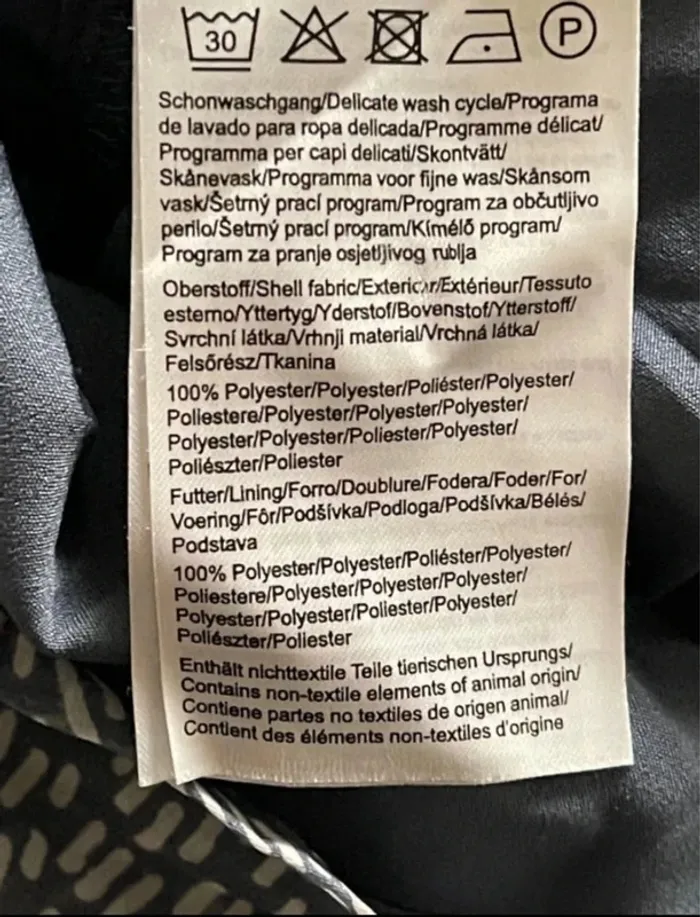 30 P
Schonwaschgang/Delicate wash cycle/Programa
de lavado para ropa delicada/Programme délicat/
Programma per capi delicati/Skontvätt/
Skånevask/Programma voor fijne was/Skånsom
vask/Šetrný prací program/Program za občutljivo
perilo/Šetrný prací program/Kímélő program/
Program za pranje osjetljivog rublja
Oberstoff/Shell fabric/Exterior/Extérieur/Tessuto
esterno/Yttertyg/Yderstof/Bovenstof/Ytterstoff/
Svrchní látka/Vrhnji material/Vrchná látka/
Felsőrész/Tkanina
100% Polyester/Polyester/Poliéster/Polyester/
Poliestere/Polyester/Polyester/Polyester/
Polyester/Polyester/Poliester/Polyester/
Poliészter/Poliester
Futter/Lining/Forro/Doublure/Fodera/Foder/For/
Voering/Fôr/Podšívka/Podloga/Podšívka/Bélés/
Podstava
100% Polyester/Polyester/Poliéster/Polyester/
Poliestere/Polyester/Polyester/Polyester/
Polyester/Polyester/Poliester/Polyester/
Poliészter/Poliester
Enthält nichttextile Teile tierischen Ursprungs/
Contains non-textile elements of animal origin/
Contiene partes no textiles de origen animal/
Contient des éléments non-textiles d'origine